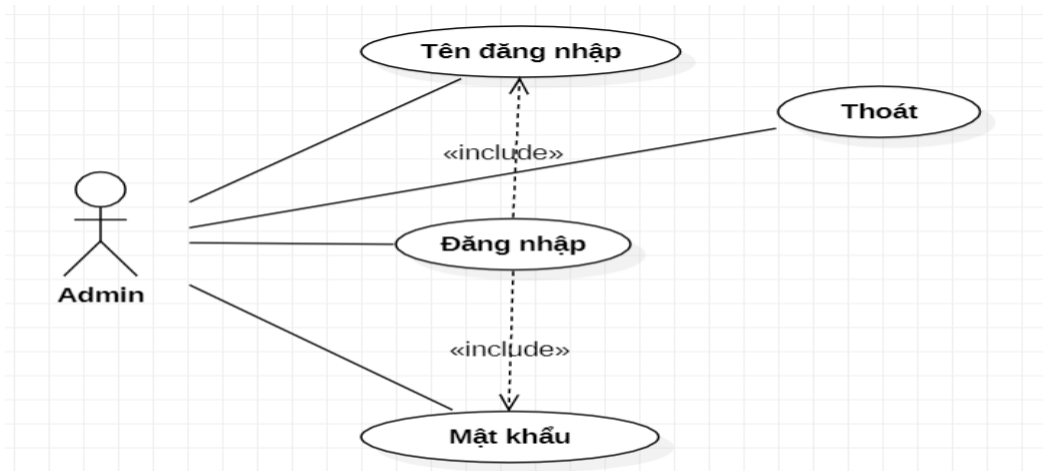 Tên đăng nhập
Thoát
«include»
Đăng nhập
Admin
«include»
Mật khẩu